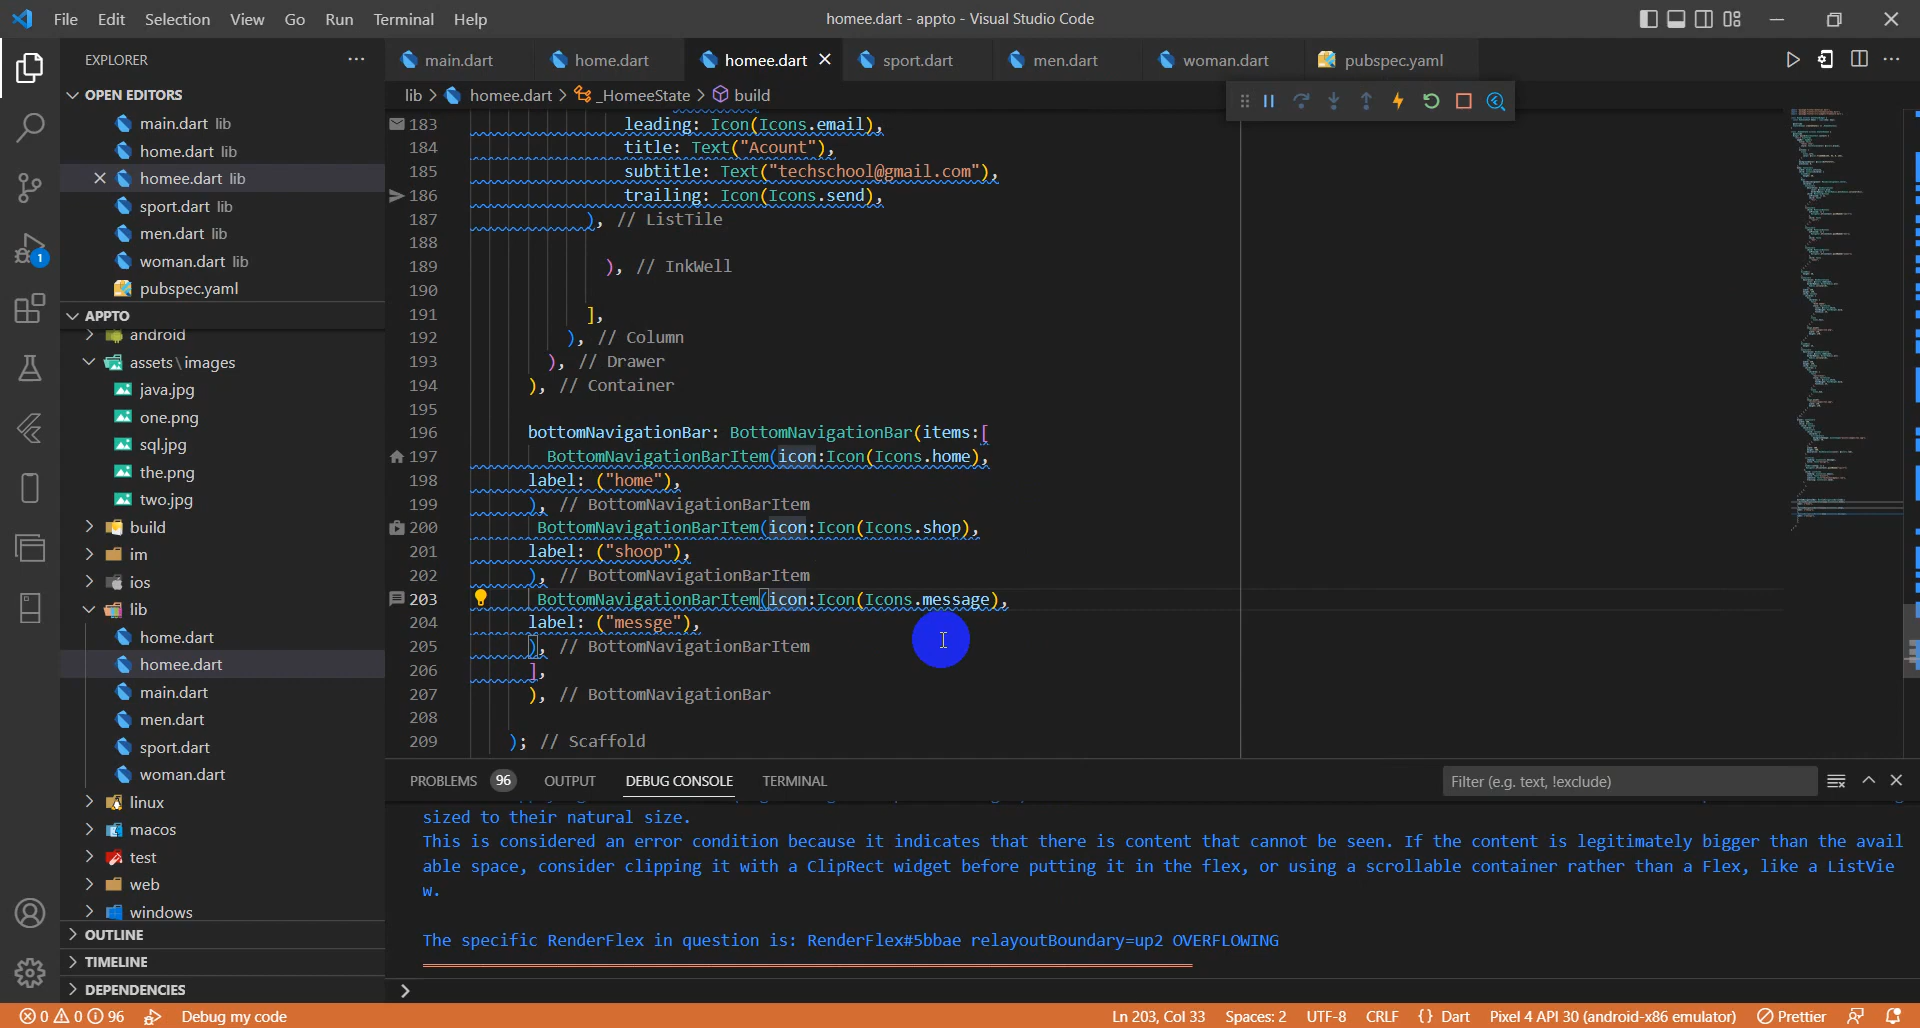 File Edit Selection View Go Run Terminal Help
homee.dart - appto - Visual Studio Code
EXPLORER
OPEN EDITORS
main.dart lib
home.dart lib
homee.dart lib
sport.dart lib
men.dart lib
woman.dart lib
pubspec.yaml
APPTO
android
assets\images
java.jpg
one.png
sql.jpg
the.png
two.jpg
build
im
ios
lib
home.dart
homee.dart
main.dart
men.dart
sport.dart
woman.dart
linux
macos
test
web
windows
OUTLINE
TIMELINE
DEPENDENCIES
main.dart home.dart homee.dart sport.dart men.dart woman.dart pubspec.yaml
lib > homee.dart > _HomeeState > build
183 leading: Icon(Icons.email),
184 title: Text("Acount"),
185 subtitle: Text("techschool@gmail.com"),
186 trailing: Icon(Icons.send),
187 ), // ListTile
188
189 ), // InkWell
190
191 ],
192 ), // Column
193 ), // Drawer
194 ), // Container
195
196 bottomNavigationBar: BottomNavigationBar(items:[
197 BottomNavigationBarItem(icon:Icon(Icons.home),
198 label: ("home"),
199 ), // BottomNavigationBarItem
200 BottomNavigationBarItem(icon:Icon(Icons.shop),
201 label: ("shoop"),
202 ), // BottomNavigationBarItem
203 BottomNavigationBarItem(icon:Icon(Icons.message),
204 label: ("messge"),
205 ), // BottomNavigationBarItem
206 ],
207 ), // BottomNavigationBar
208
209 ); // Scaffold
PROBLEMS 96 OUTPUT DEBUG CONSOLE TERMINAL
Filter (e.g. text, !exclude)
sized to their natural size.
This is considered an error condition because it indicates that there is content that cannot be seen. If the content is legitimately bigger than the avail
able space, consider clipping it with a ClipRect widget before putting it in the flex, or using a scrollable container rather than a Flex, like a ListVie
w.
The specific RenderFlex in question is: RenderFlex#5bbae relayoutBoundary=up2 OVERFLOWING
>
1
0 0 96 Debug my code
Ln 203, Col 33 Spaces: 2 UTF-8 CRLF {} Dart Pixel 4 API 30 (android-x86 emulator) Prettier